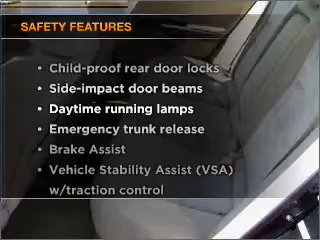 SAFETY FEATURES
• Child-proof rear door locks
• Side-impact door beams
• Daytime running lamps
• Emergency trunk release
• Brake Assist
• Vehicle Stability Assist (VSA)
w/traction control